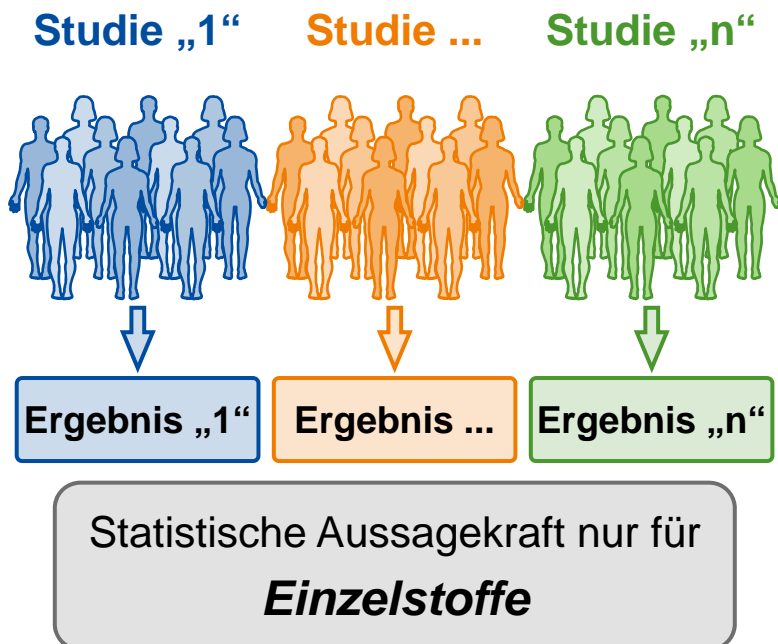 Studie „1“ Studie ... Studie „n“
Ergebnis „1“ Ergebnis ... Ergebnis „n“
Statistische Aussagekraft nur für
Einzelstoffe